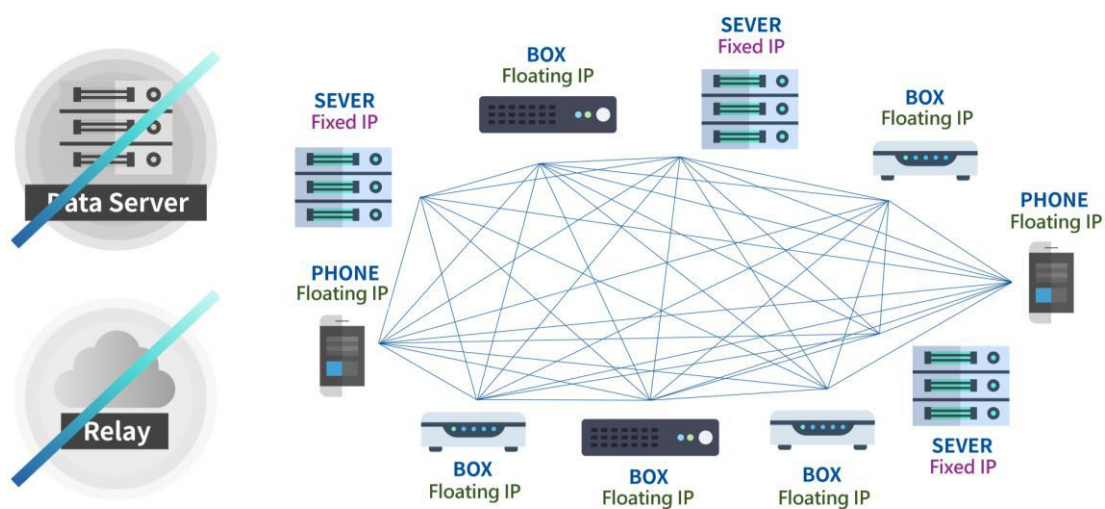 Data Server
Relay
SEVER
Fixed IP
BOX
Floating IP
SEVER
Fixed IP
BOX
Floating IP
PHONE
Floating IP
PHONE
Floating IP
BOX
Floating IP
BOX
Floating IP
BOX
Floating IP
SEVER
Fixed IP